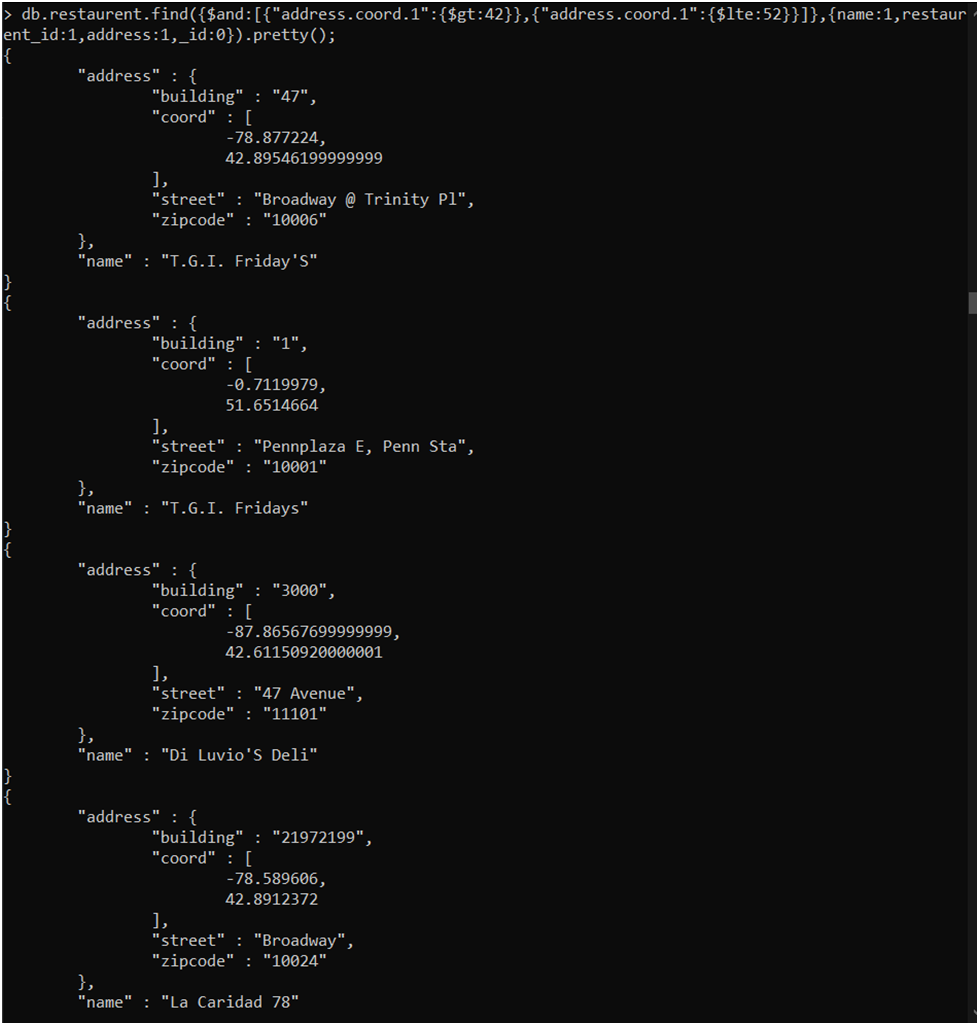 > db.restaurent.find({$and:[{"address.coord.1":{$gt:42}},{"address.coord.1":{$lte:52}}]},{name:1,restaur
ent_id:1,address:1,_id:0}).pretty();
{
        "address" : {
                "building" : "47",
                "coord" : [
                        -78.877224,
                        42.89546199999999
                ],
                "street" : "Broadway @ Trinity Pl",
                "zipcode" : "10006"
        },
        "name" : "T.G.I. Friday'S"
}
{
        "address" : {
                "building" : "1",
                "coord" : [
                        -0.7119979,
                        51.6514664
                ],
                "street" : "Pennplaza E, Penn Sta",
                "zipcode" : "10001"
        },
        "name" : "T.G.I. Fridays"
}
{
        "address" : {
                "building" : "3000",
                "coord" : [
                        -87.86567699999999,
                        42.61150920000001
                ],
                "street" : "47 Avenue",
                "zipcode" : "11101"
        },
        "name" : "Di Luvio'S Deli"
}
{
        "address" : {
                "building" : "21972199",
                "coord" : [
                        -78.589606,
                        42.8912372
                ],
                "street" : "Broadway",
                "zipcode" : "10024"
        },
        "name" : "La Caridad 78"